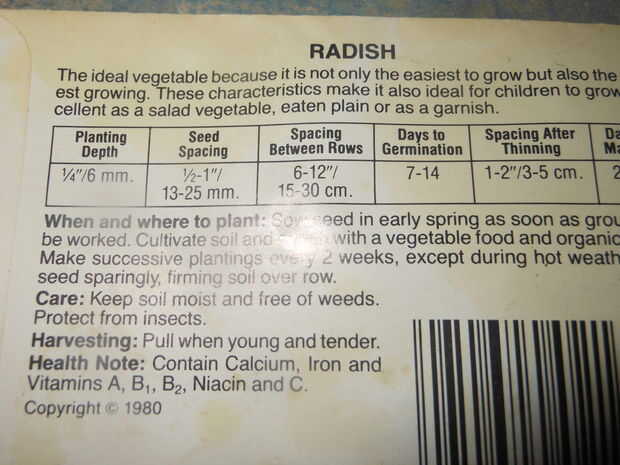 RADISH
The ideal vegetable because it is not only the easiest to grow but also the
est growing. These characteristics make it also ideal for children to grow
cellent as a salad vegetable, eaten plain or as a garnish.
Planting Depth Seed Spacing Spacing Between Rows Days to Germination Spacing After Thinning Da Ma
¼"/6 mm. ½-1"/ 13-25 mm. 6-12"/ 15-30 cm. 7-14 1-2"/3-5 cm. 2
When and where to plant: Sow seed in early spring as soon as grou
be worked. Cultivate soil and with a vegetable food and organic
Make successive plantings every 2 weeks, except during hot weath
seed sparingly, firming soil over row.
Care: Keep soil moist and free of weeds.
Protect from insects.
Harvesting: Pull when young and tender.
Health Note: Contain Calcium, Iron and
Vitamins A, B₁, B₂, Niacin and C.
Copyright © 1980